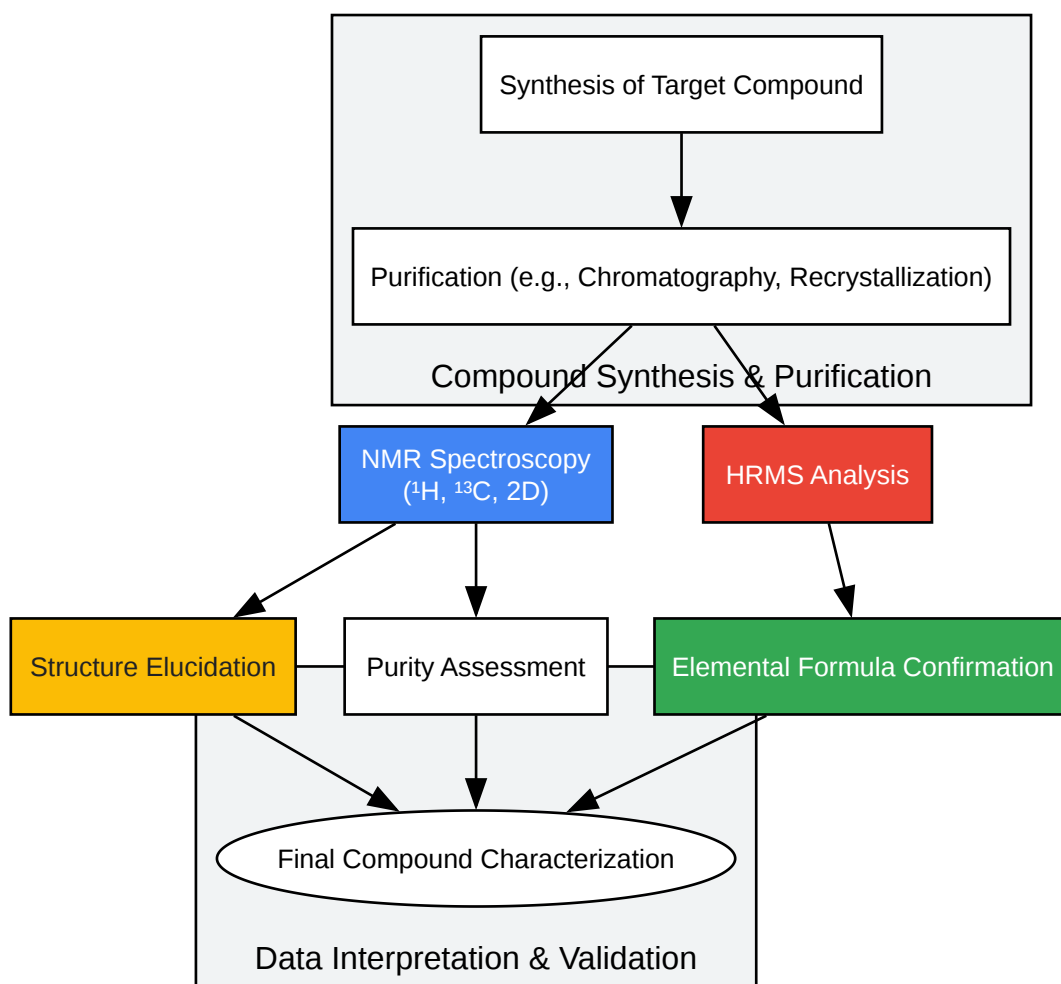 Synthesis of Target Compound
Purification (e.g., Chromatography, Recrystallization)
Compound Synthesis & Purification
NMR Spectroscopy
(¹H, ¹³C, 2D)
HRMS Analysis
Structure Elucidation
Purity Assessment
Elemental Formula Confirmation
Final Compound Characterization
Data Interpretation & Validation